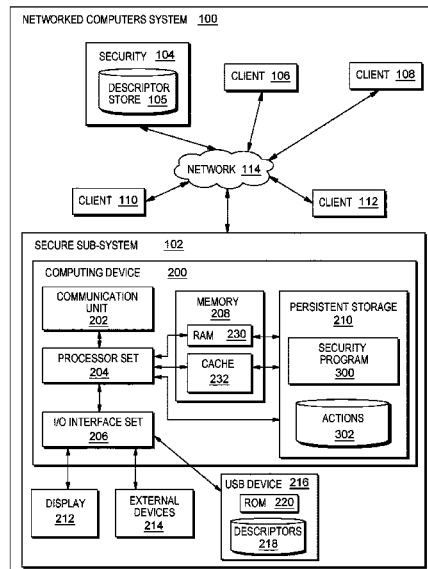 NETWORKED COMPUTERS SYSTEM 100
SECURITY 104
DESCRIPTOR
STORE 105
CLIENT 106
CLIENT 108
NETWORK 114
CLIENT 110
CLIENT 112
SECURE SUB-SYSTEM 102
COMPUTING DEVICE 200
COMMUNICATION
UNIT
202
MEMORY
208
RAM 230
CACHE
232
PERSISTENT STORAGE
210
SECURITY
PROGRAM
300
PROCESSOR SET
204
ACTIONS
302
I/O INTERFACE SET
206
DISPLAY
212
EXTERNAL
DEVICES
214
USB DEVICE 216
ROM 220
DESCRIPTORS
218